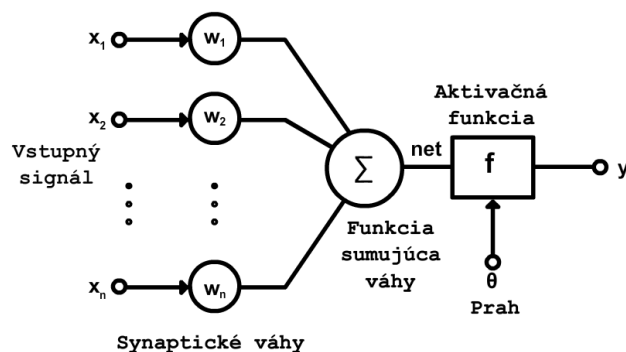 x1
w1
x2
w2
Vstupný
signál
xn
wn
Synaptické váhy
Σ
Funkcia
sumujúca
váhy
net
Aktivačná
funkcia
f
y
θ
Prah